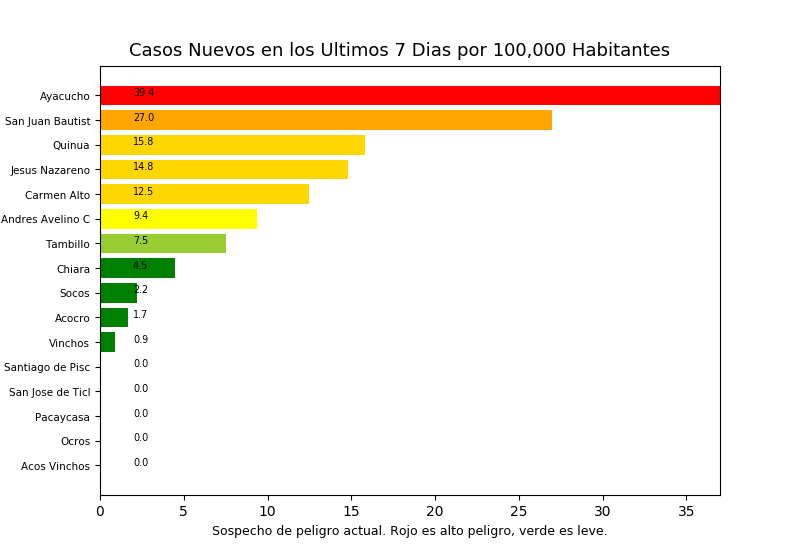 Casos Nuevos en los Ultimos 7 Dias por 100,000 Habitantes
Ayacucho 39.4
San Juan Bautist 27.0
Quinua 15.8
Jesus Nazareno 14.8
Carmen Alto 12.5
Andres Avelino C 9.4
Tambillo 7.5
Chiara 4.5
Socos 2.2
Acocro 1.7
Vinchos 0.9
Santiago de Pisc 0.0
San Jose de Ticl 0.0
Pacaycasa 0.0
Ocros 0.0
Acos Vinchos 0.0
0 5 10 15 20 25 30 35
Sospecho de peligro actual. Rojo es alto peligro, verde es leve.